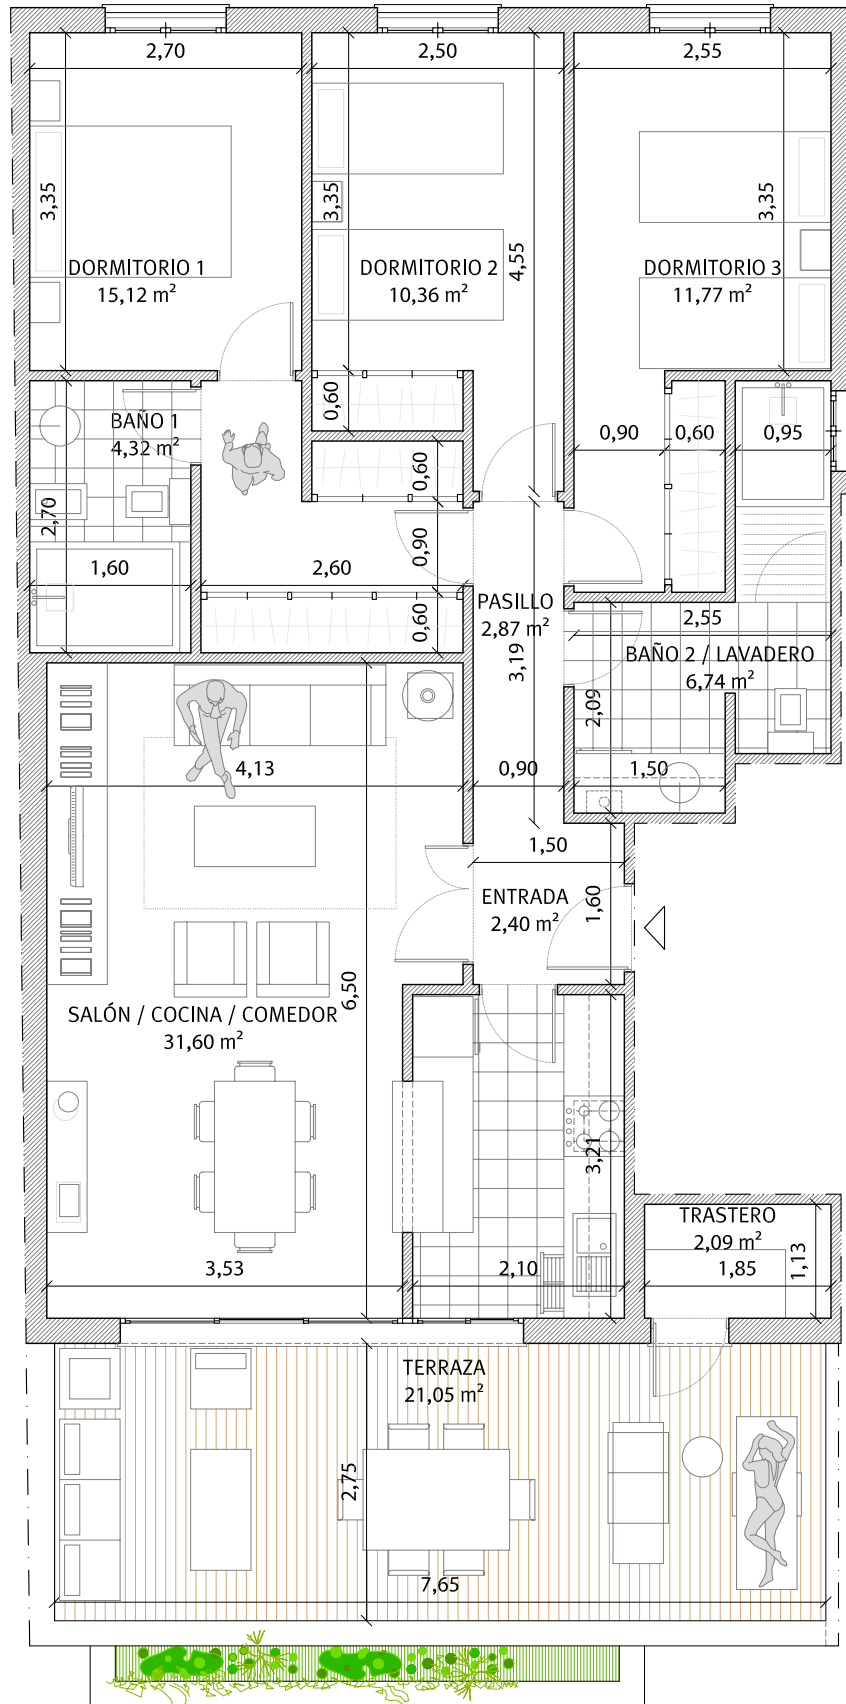 2,70
2,50
2,55
3,35
3,35
4,55
3,35
DORMITORIO 1
15,12 m²
DORMITORIO 2
10,36 m²
DORMITORIO 3
11,77 m²
0,60
BAÑO 1
4,32 m²
0,60
0,90
0,60
0,95
2,70
0,90
1,60
2,60
0,60
PASILLO
2,87 m²
3,19
2,55
BAÑO 2 / LAVADERO
6,74 m²
2,09
4,13
0,90
1,50
1,50
ENTRADA
2,40 m²
1,60
6,50
SALÓN / COCINA / COMEDOR
31,60 m²
3,21
TRASTERO
2,09 m²
1,13
3,53
2,10
1,85
TERRAZA
21,05 m²
2,75
7,65